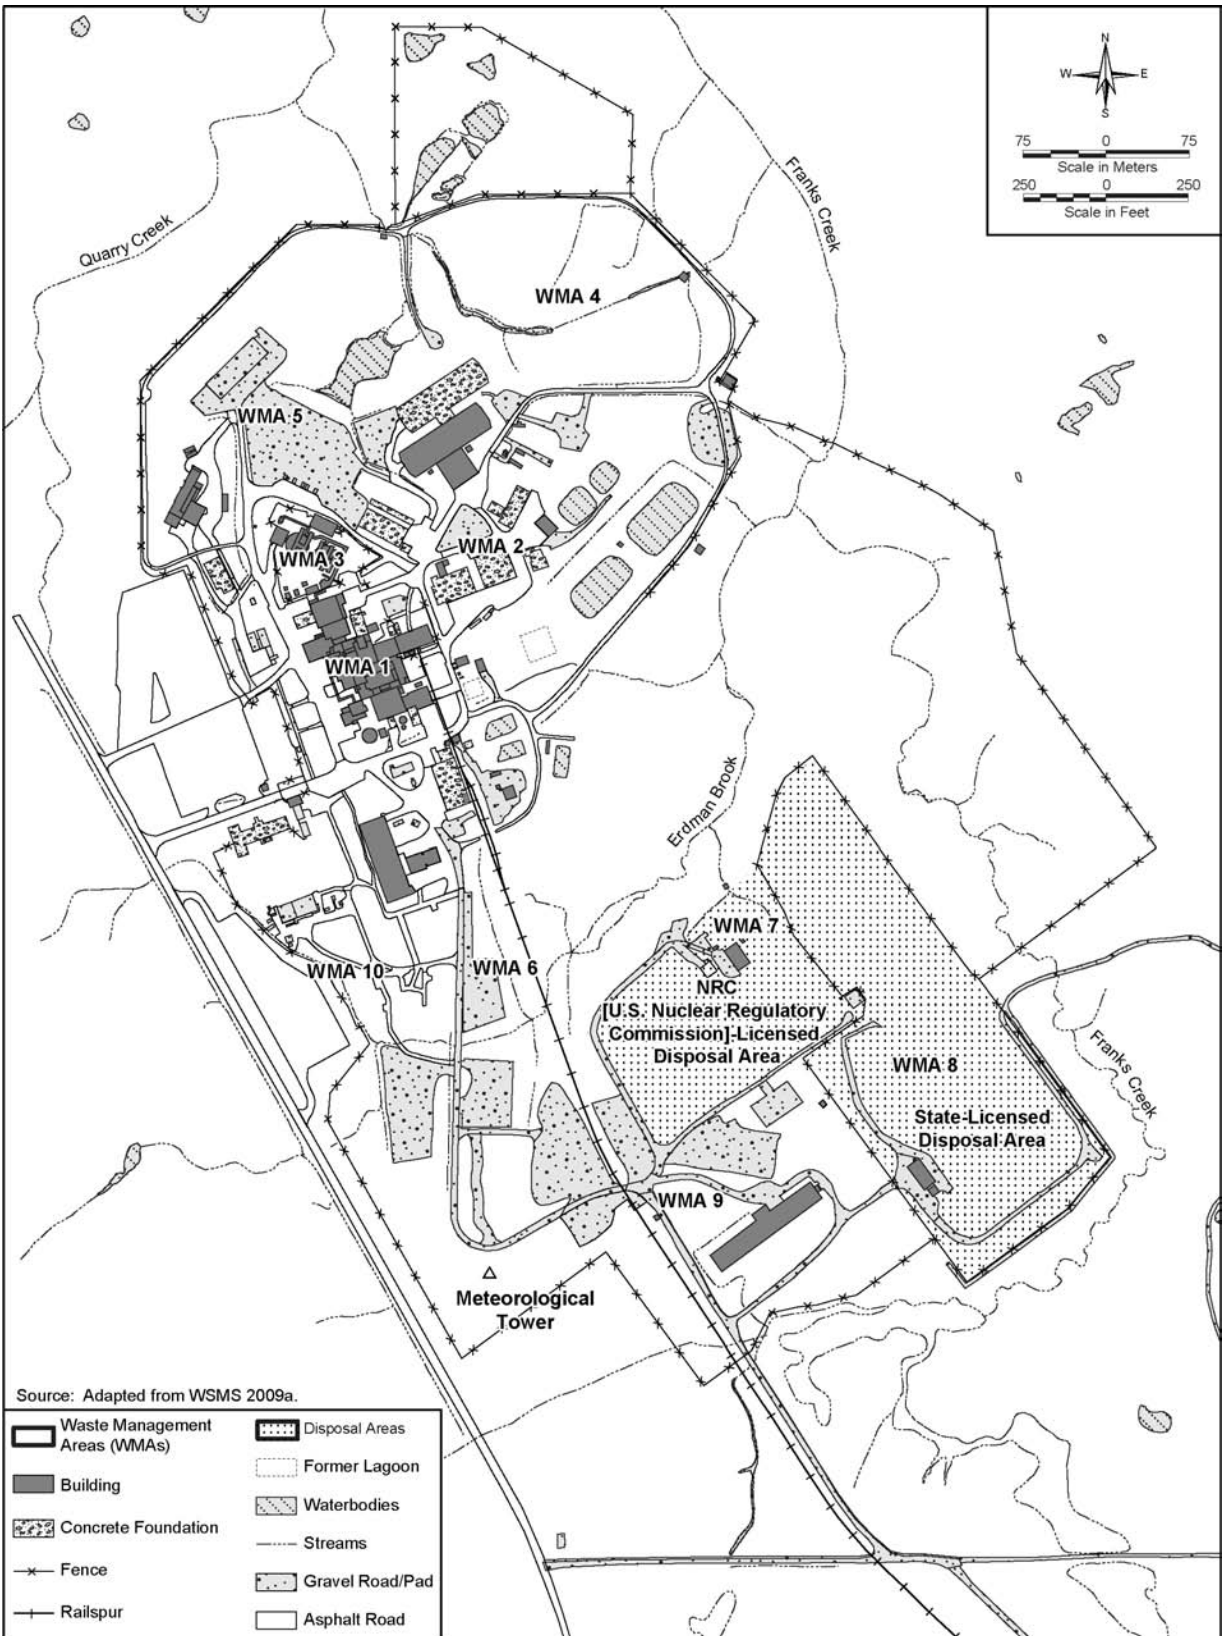 N
W E
S
75 0 75
Scale in Meters
250 0 250
Scale in Feet
Franks Creek
Quarry Creek
WMA 4
WMA 5
WMA 2
WMA 3
WMA 1
Erdman Brook
WMA 7
WMA 10
WMA 6
NRC
[U.S. Nuclear Regulatory
Commission]-Licensed
Disposal Area
WMA 8
Franks Creek
State-Licensed
Disposal Area
WMA 9
Meteorological
Tower
Source: Adapted from WSMS 2009a.
Waste Management
Areas (WMAs)
Building
Concrete Foundation
Fence
Railspur
Disposal Areas
Former Lagoon
Waterbodies
Streams
Gravel Road/Pad
Asphalt Road